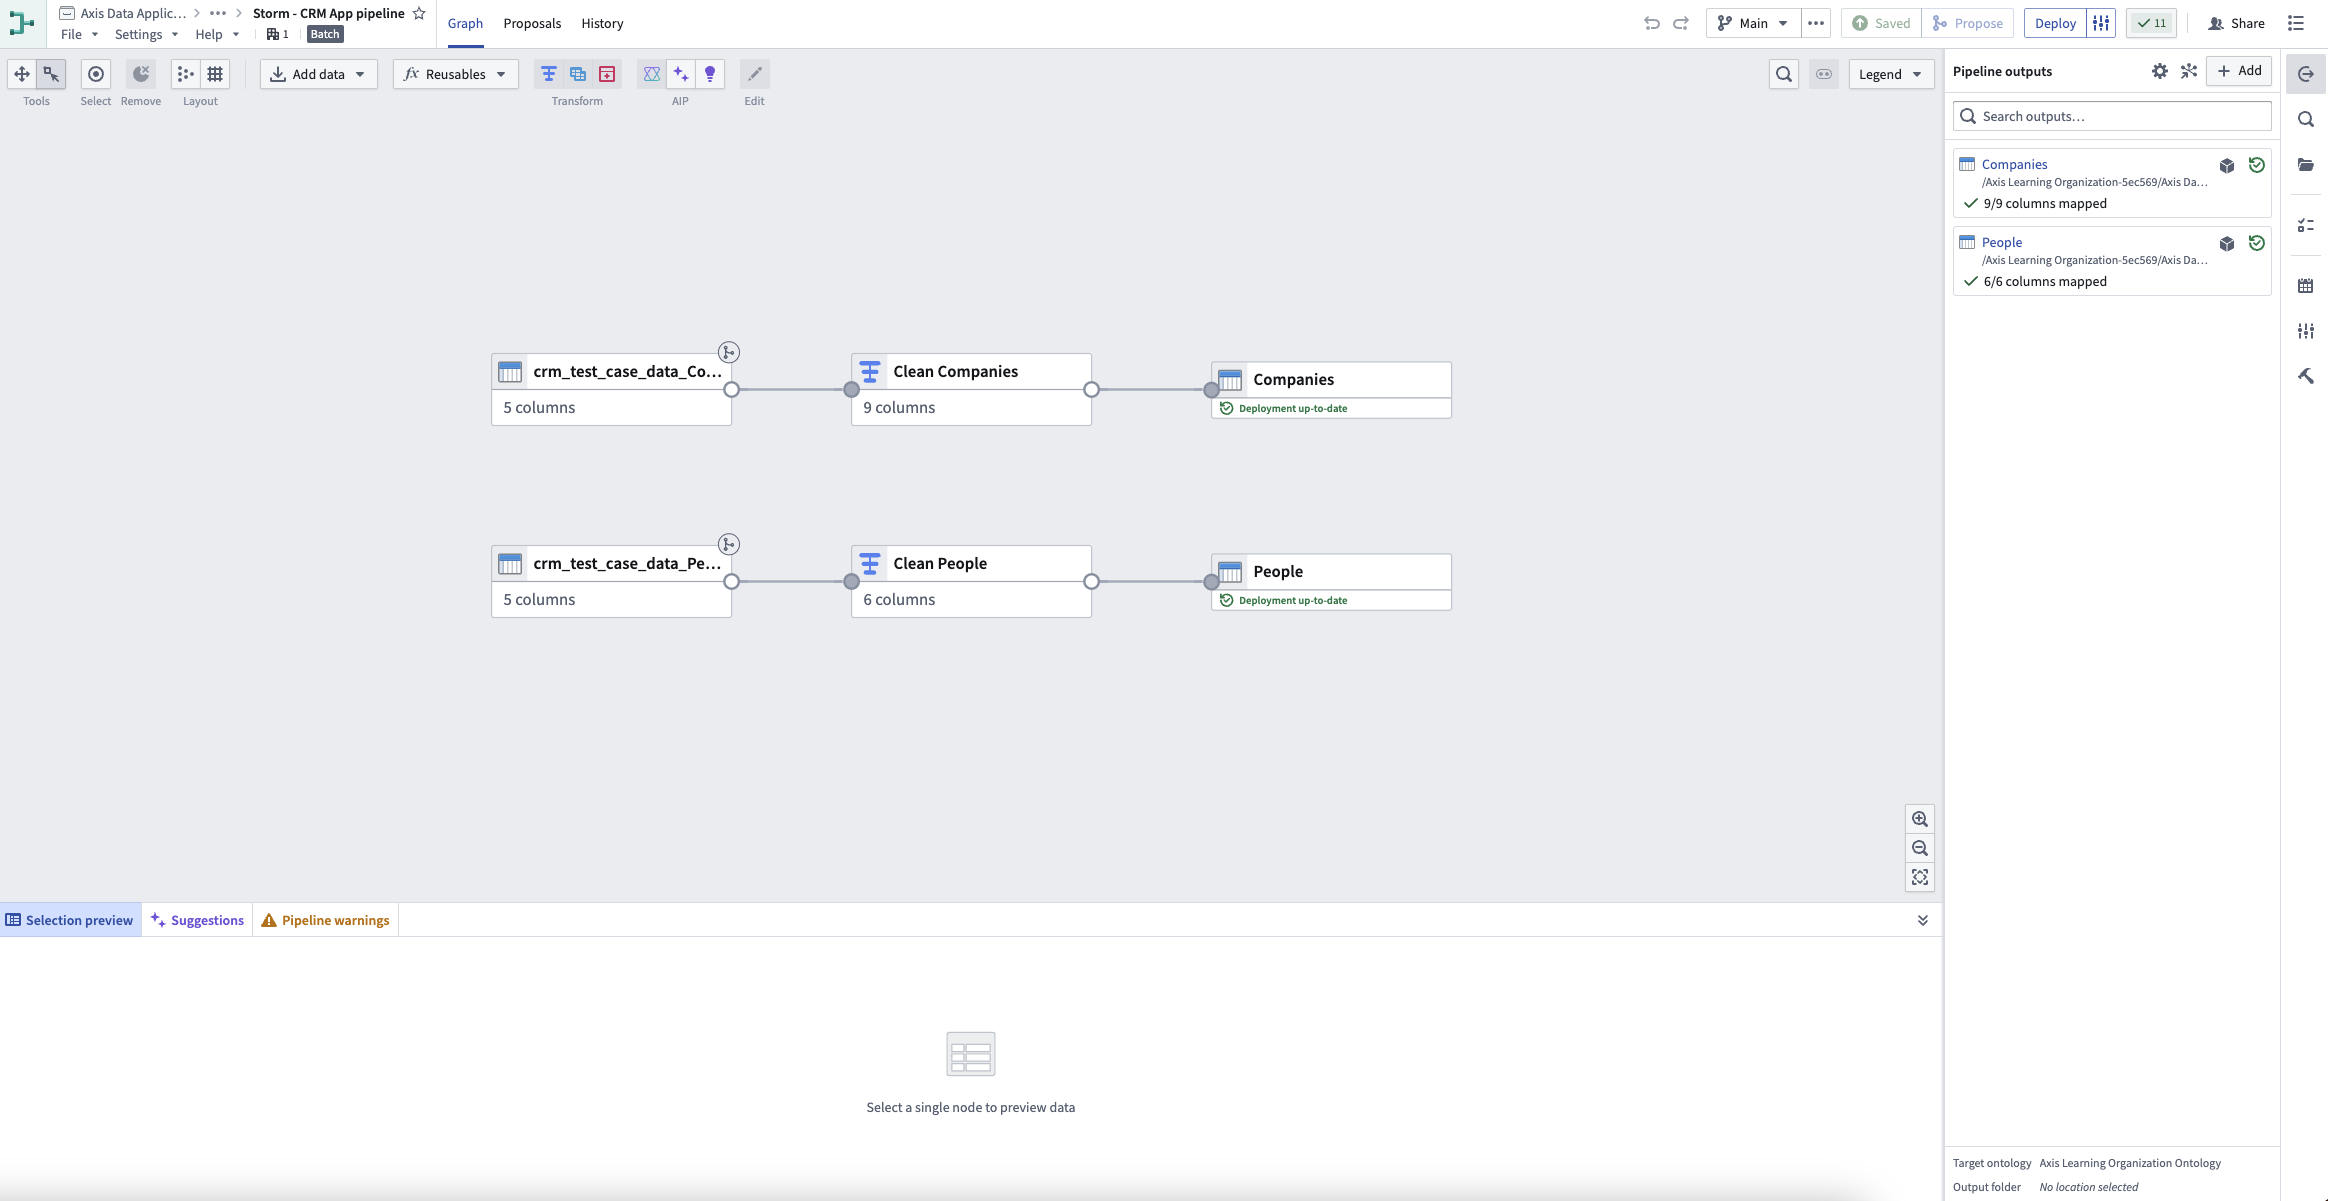 Axis Data Applic… > ••• > Storm - CRM App pipeline
File Settings Help 1 Batch
Graph Proposals History
Main ••• Saved Propose Deploy 11 Share
Tools Select Remove Layout
Add data
Reusables
Transform AIP Edit
Legend
crm_test_case_data_Co…
5 columns
Clean Companies
9 columns
Companies
Deployment up-to-date
crm_test_case_data_Pe…
5 columns
Clean People
6 columns
People
Deployment up-to-date
Selection preview Suggestions Pipeline warnings
Select a single node to preview data
Pipeline outputs Add
Search outputs…
Companies
/Axis Learning Organization-5ec569/Axis Da…
9/9 columns mapped
People
/Axis Learning Organization-5ec569/Axis Da…
6/6 columns mapped
Target ontology Axis Learning Organization Ontology
Output folder No location selected